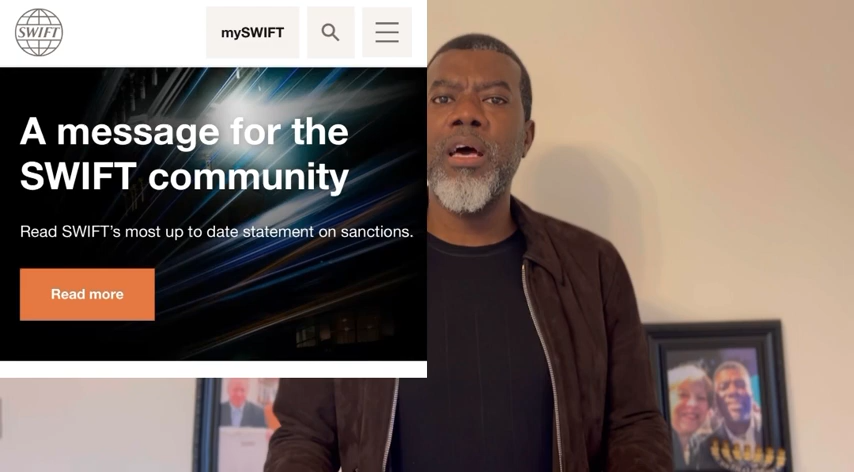 SWIFT
mySWIFT
A message for the
SWIFT community
Read SWIFT's most up to date statement on sanctions.
Read more